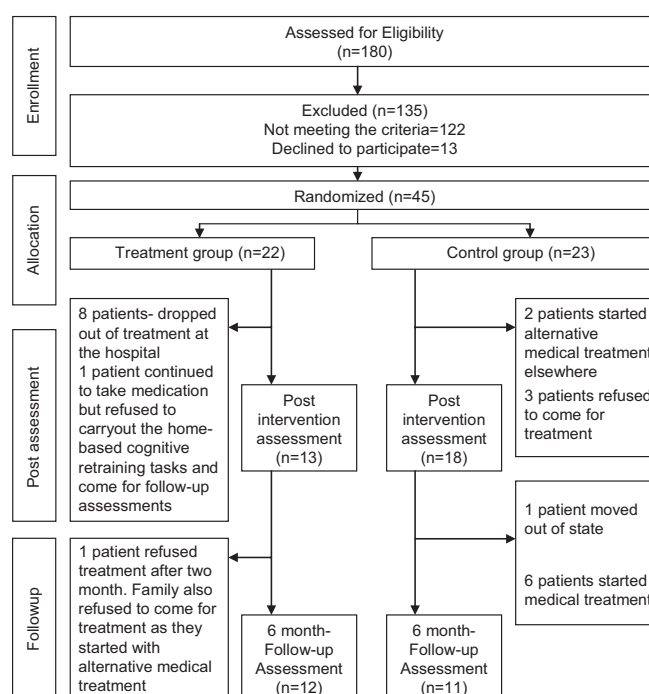 Enrollment
Assessed for Eligibility
(n=180)
Excluded (n=135)
Not meeting the criteria=122
Declined to participate=13
Allocation
Randomized (n=45)
Treatment group (n=22)
Control group (n=23)
Post assessment
8 patients- dropped
out of treatment at
the hospital
1 patient continued
to take medication
but refused to
carryout the home-
based cognitive
retraining tasks and
come for follow-up
assessments
Post
intervention
assessment
(n=13)
Post
intervention
assessment
(n=18)
2 patients started
alternative
medical treatment
elsewhere
3 patients refused
to come for
treatment
Followup
1 patient refused
treatment after two
month. Family also
refused to come for
treatment as they
started with
alternative medical
treatment
6 month-
Follow-up
Assessment
(n=12)
6 month-
Follow-up
Assessment
(n=11)
1 patient moved
out of state
6 patients started
medical treatment